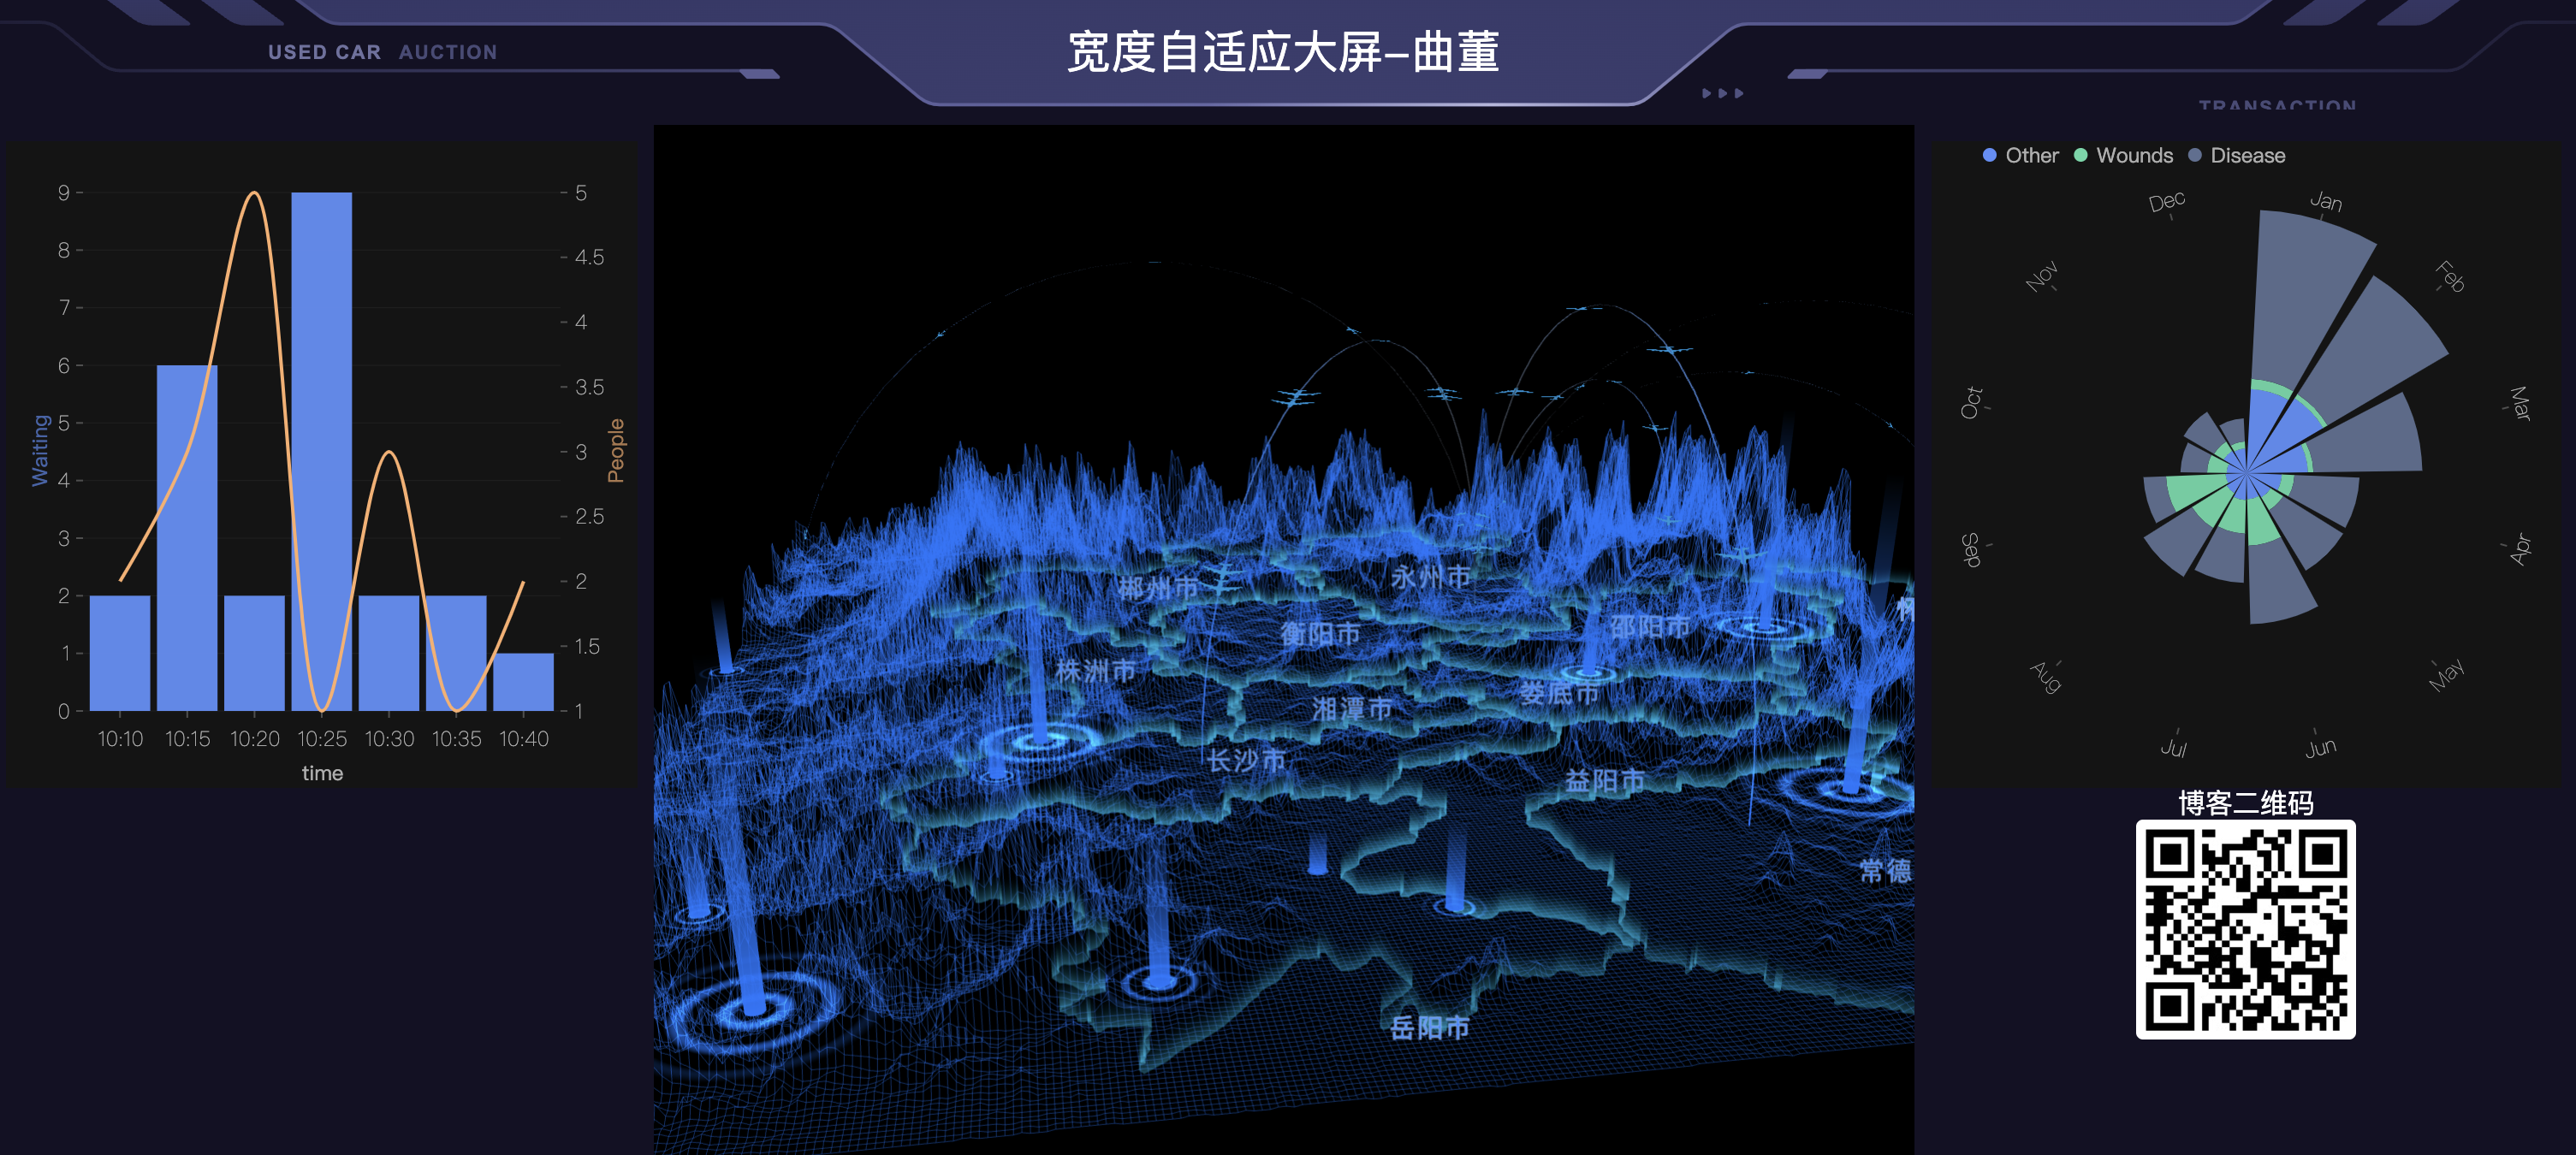 USED CAR AUCTION
宽度自适应大屏-曲董
TRANSACTION
9
8
7
6
5
4
3
2
1
0
Waiting
5
4.5
4
3.5
3
2.5
2
1.5
1
People
10:10 10:15 10:20 10:25 10:30 10:35 10:40
time
郴州市
永州市
衡阳市
邵阳市
株洲市
娄底市
湘潭市
长沙市
益阳市
常德
岳阳市
Other Wounds Disease
Jan
Feb
Mar
Apr
May
Jun
Jul
Aug
Sep
Oct
Nov
Dec
博客二维码